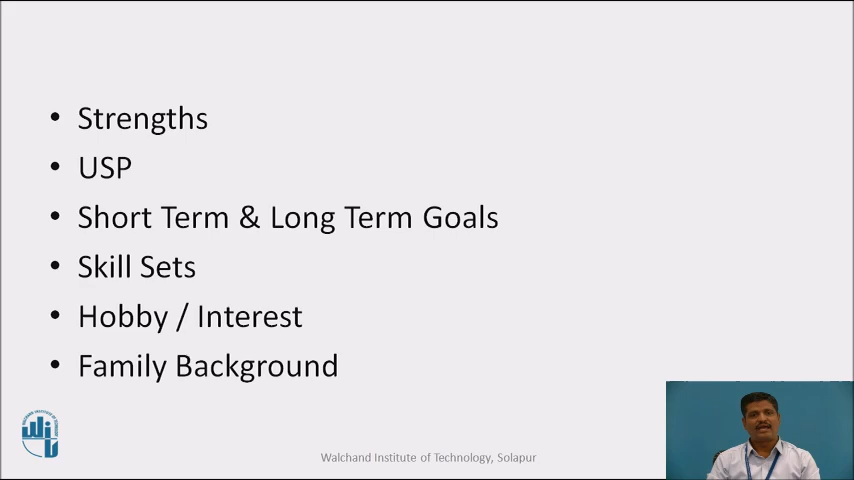 • Strengths
• USP
• Short Term & Long Term Goals
• Skill Sets
• Hobby / Interest
• Family Background
Walchand Institute of Technology, Solapur